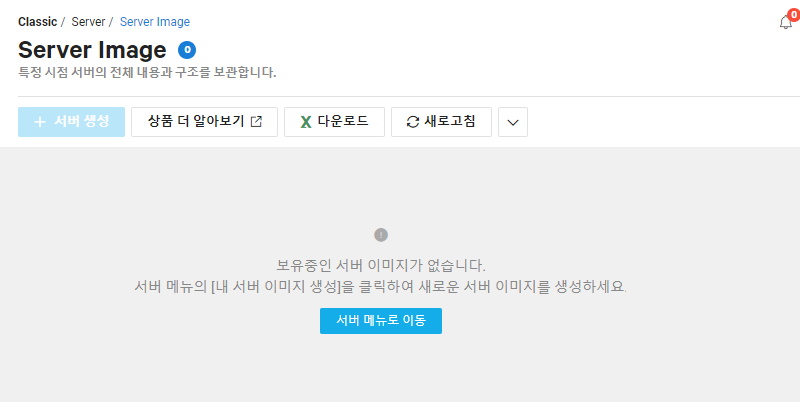 Classic / Server / Server Image
0
Server Image 0
특정 시점 서버의 전체 내용과 구조를 보관합니다.
+ 서버 생성 상품 더 알아보기 다운로드 새로고침
보유중인 서버 이미지가 없습니다.
서버 메뉴의 [내 서버 이미지 생성]을 클릭하여 새로운 서버 이미지를 생성하세요.
서버 메뉴로 이동